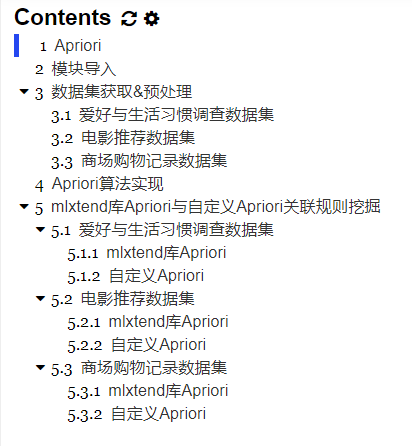 Contents
1 Apriori
2 模块导入
3 数据集获取&预处理
3.1 爱好与生活习惯调查数据集
3.2 电影推荐数据集
3.3 商场购物记录数据集
4 Apriori算法实现
5 mlxtend库Apriori与自定义Apriori关联规则挖掘
5.1 爱好与生活习惯调查数据集
5.1.1 mlxtend库Apriori
5.1.2 自定义Apriori
5.2 电影推荐数据集
5.2.1 mlxtend库Apriori
5.2.2 自定义Apriori
5.3 商场购物记录数据集
5.3.1 mlxtend库Apriori
5.3.2 自定义Apriori